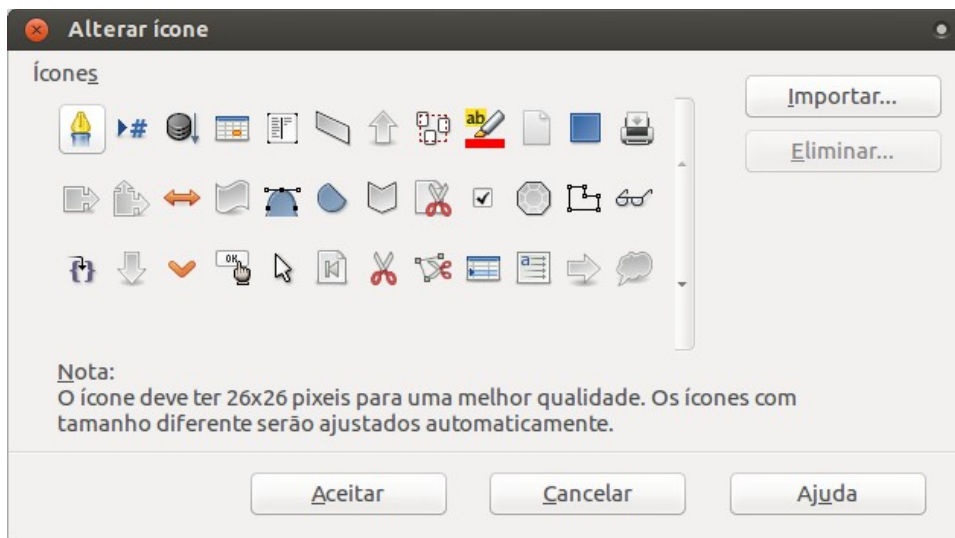 Alterar ícone
Ícones
Importar...
Eliminar...
Nota:
O ícone deve ter 26x26 pixeis para uma melhor qualidade. Os ícones com
tamanho diferente serão ajustados automaticamente.
Aceitar
Cancelar
Ajuda